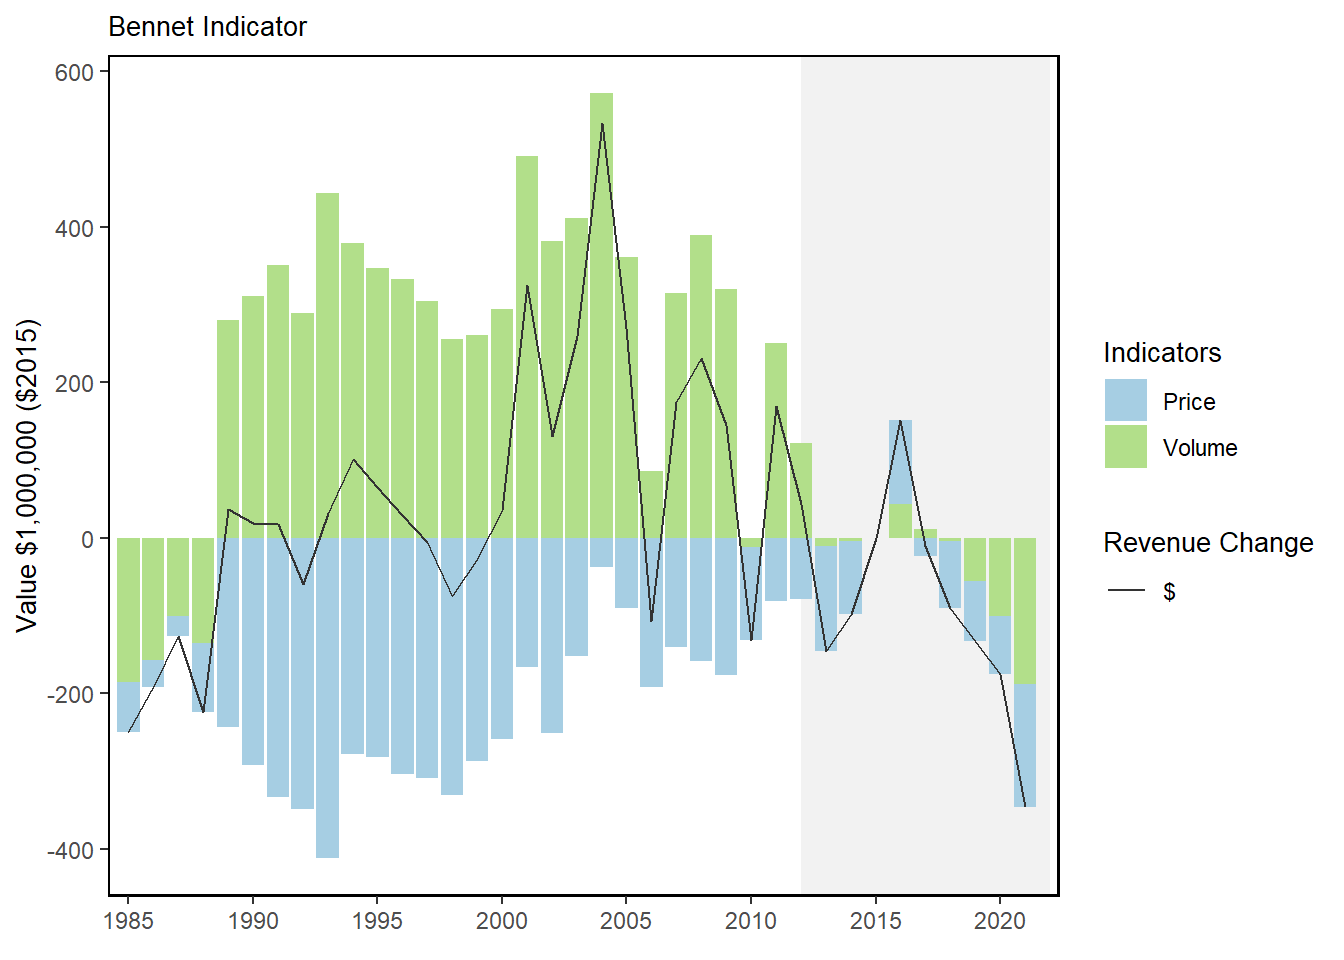 Bennet Indicator
Value $1,000,000 ($2015)
600
400
200
0
-200
-400
1985
1990
1995
2000
2005
2010
2015
2020
Indicators
Price
Volume
Revenue Change
$